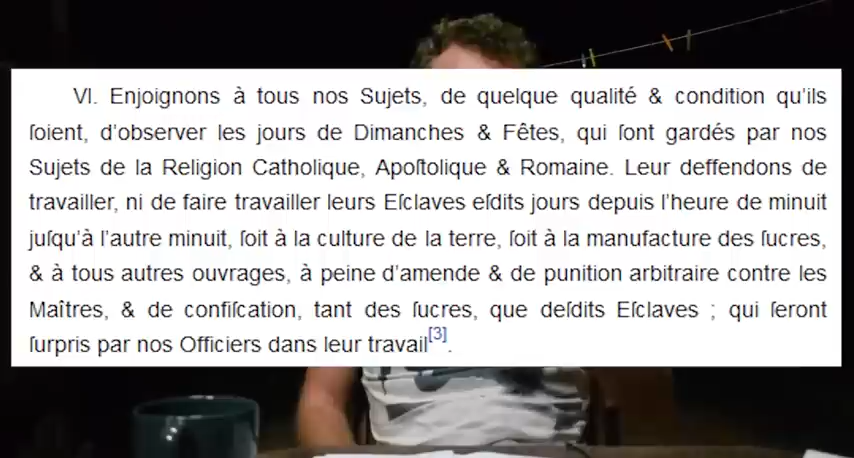 VI. Enjoignons à tous nos Sujets, de quelque qualité & condition qu'ils
ſoient, d'obſerver les jours de Dimanches & Fêtes, qui ſont gardés par nos
Sujets de la Religion Catholique, Apoſtolique & Romaine. Leur deffendons de
travailler, ni de faire travailler leurs Eſclaves eſdits jours depuis l'heure de minuit
juſqu'à l'autre minuit, ſoit à la culture de la terre, ſoit à la manufacture des ſucres,
& à tous autres ouvrages, à peine d'amende & de punition arbitraire contre les
Maîtres, & de confiſcation, tant des ſucres, que deſdits Eſclaves ; qui ſeront
ſurpris par nos Officiers dans leur travail[3].